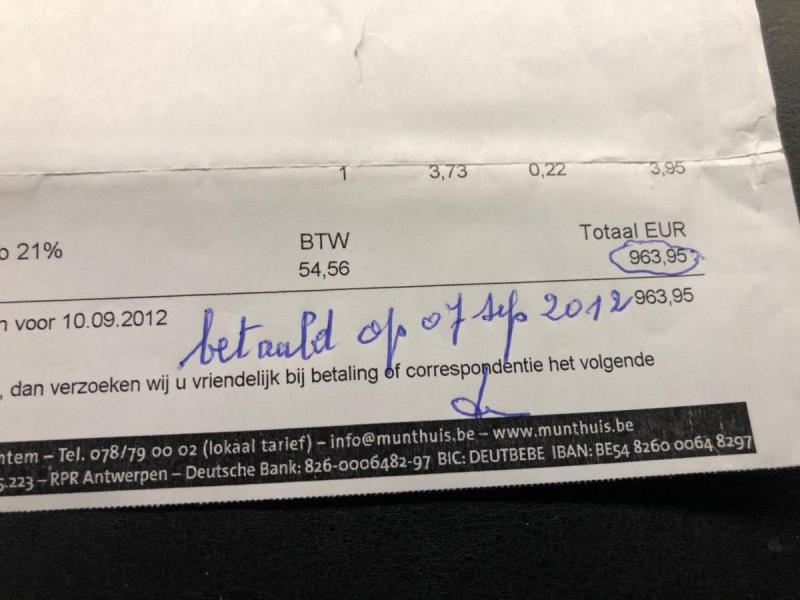 1 3,73 0,22 3,95
21% BTW Totaal EUR
54,56 963,95
voor 10.09.2012 963,95
betaald op 07 sep 2012
, dan verzoeken wij u vriendelijk bij betaling of correspondentie het volgende
ntem – Tel. 078/79 00 02 (lokaal tarief) – info@munthuis.be – www.munthuis.be
5.223 – RPR Antwerpen – Deutsche Bank: 826-0006482-97 BIC: DEUTBEBE IBAN: BE54 8260 0064 8297